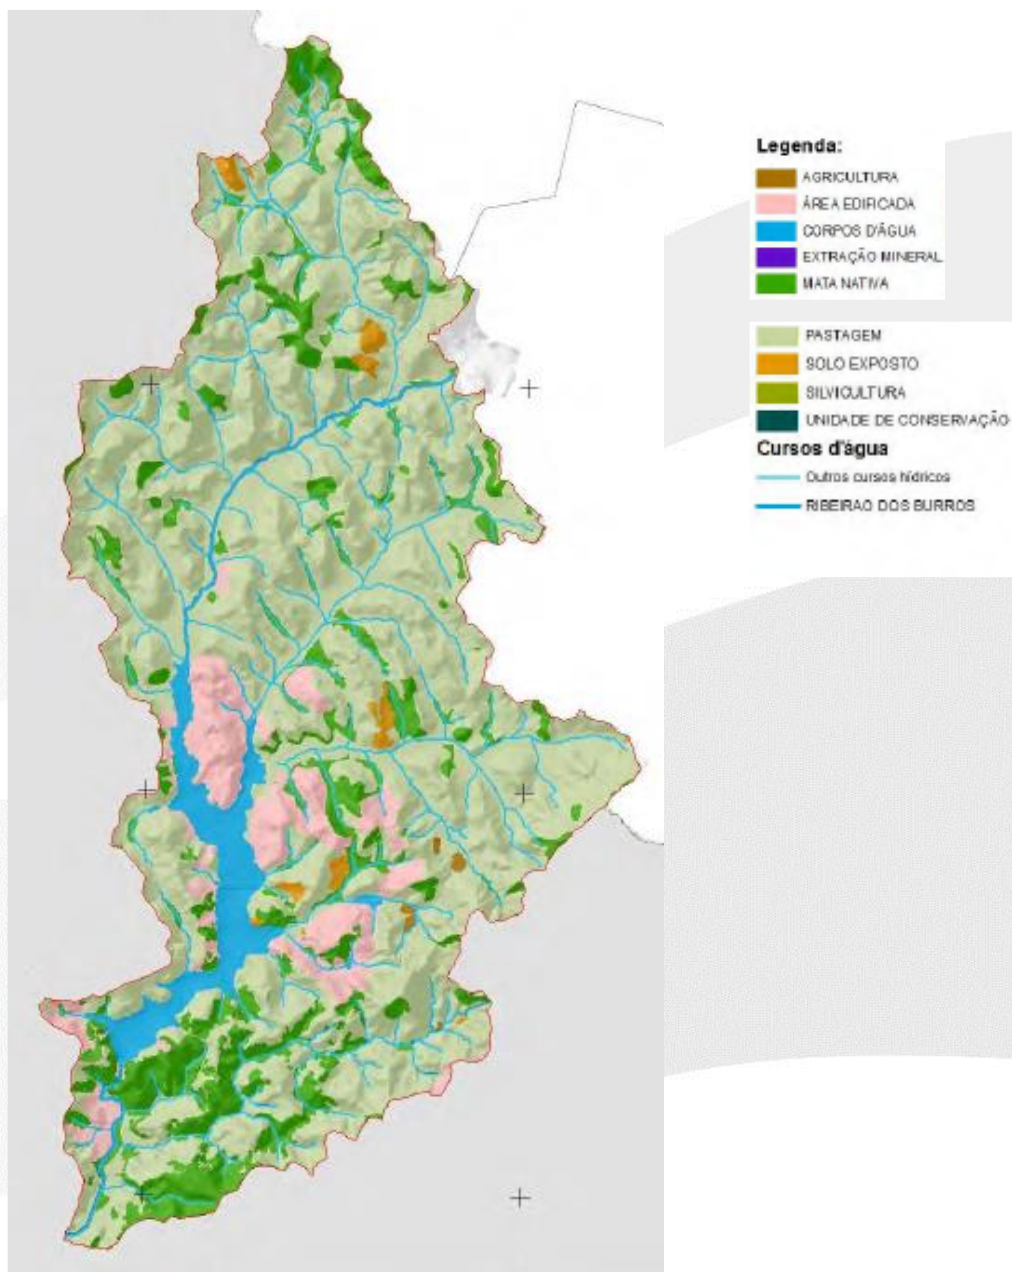 Legenda:
AGRICULTURA
ÁREA EDIFICADA
CORPOS D'ÁGUA
EXTRAÇÃO MINERAL
MATA NATIVA
PASTAGEM
SOLO EXPOSTO
SILVICULTURA
UNIDADE DE CONSERVAÇÃO
Cursos d'água
Outros cursos hídricos
RIBEIRAO DOS BURROS